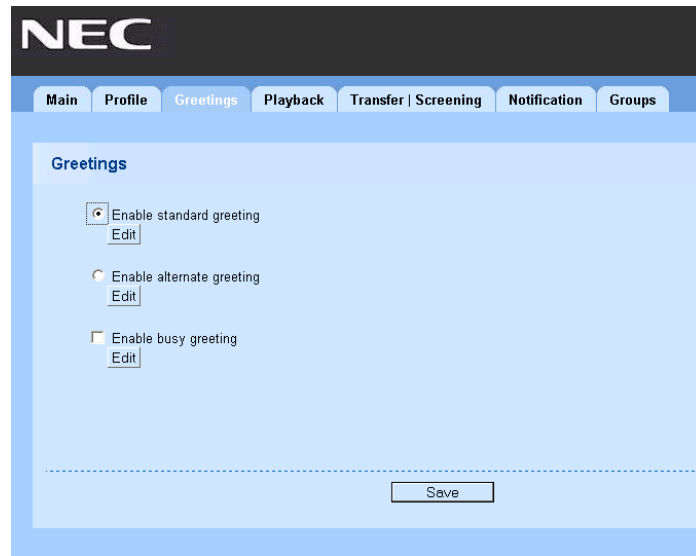 NEC
Main Profile Greetings Playback Transfer | Screening Notification Groups
Greetings
Enable standard greeting
Edit
Enable alternate greeting
Edit
Enable busy greeting
Edit
Save